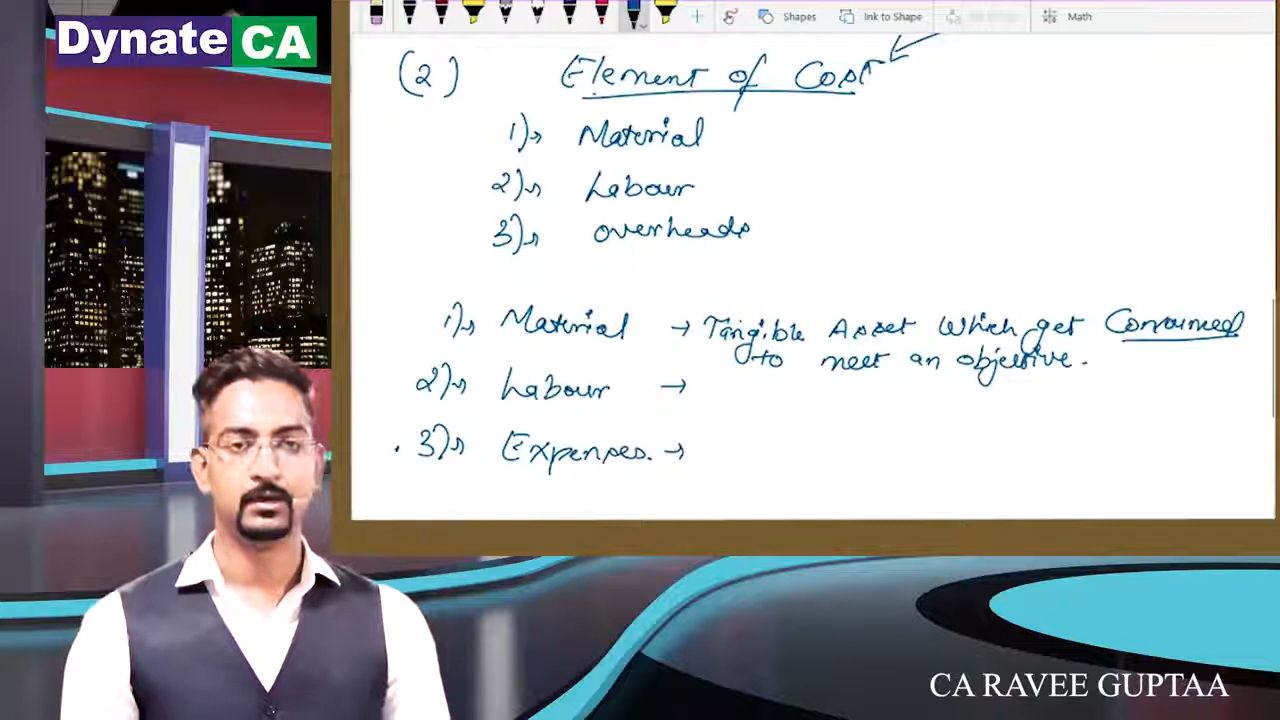 Dynate CA
Shapes
Ink to Shape
Math
(2) Element of Cost
1) Material
2) Labour
3) overheads
1) Material → Tangible Asset which get Consumed
to meet an objective.
2) Labour →
3) Expenses. →
CA RAVEE GUPTAA